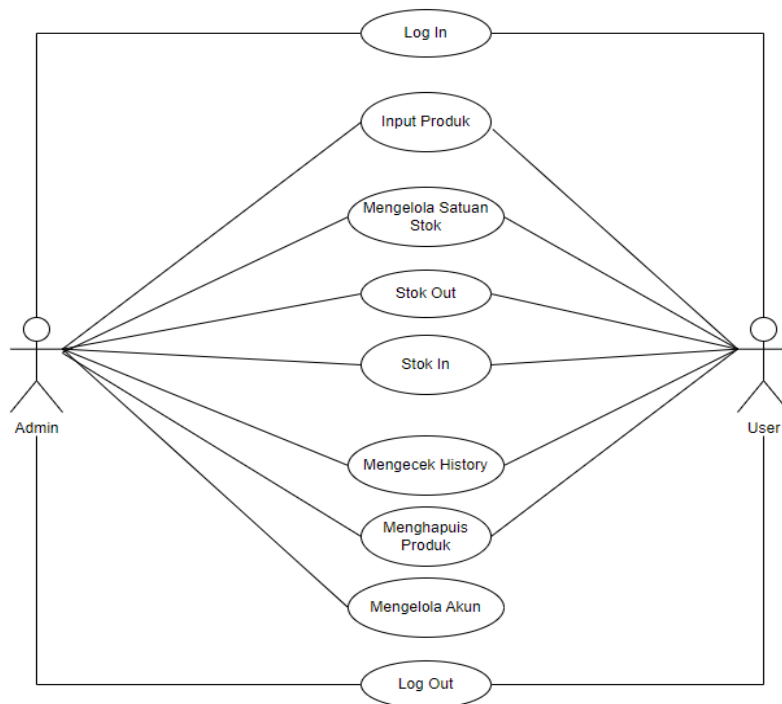 Log In
Input Produk
Mengelola Satuan
Stok
Stok Out
Stok In
Admin
User
Mengecek History
Menghapuis
Produk
Mengelola Akun
Log Out